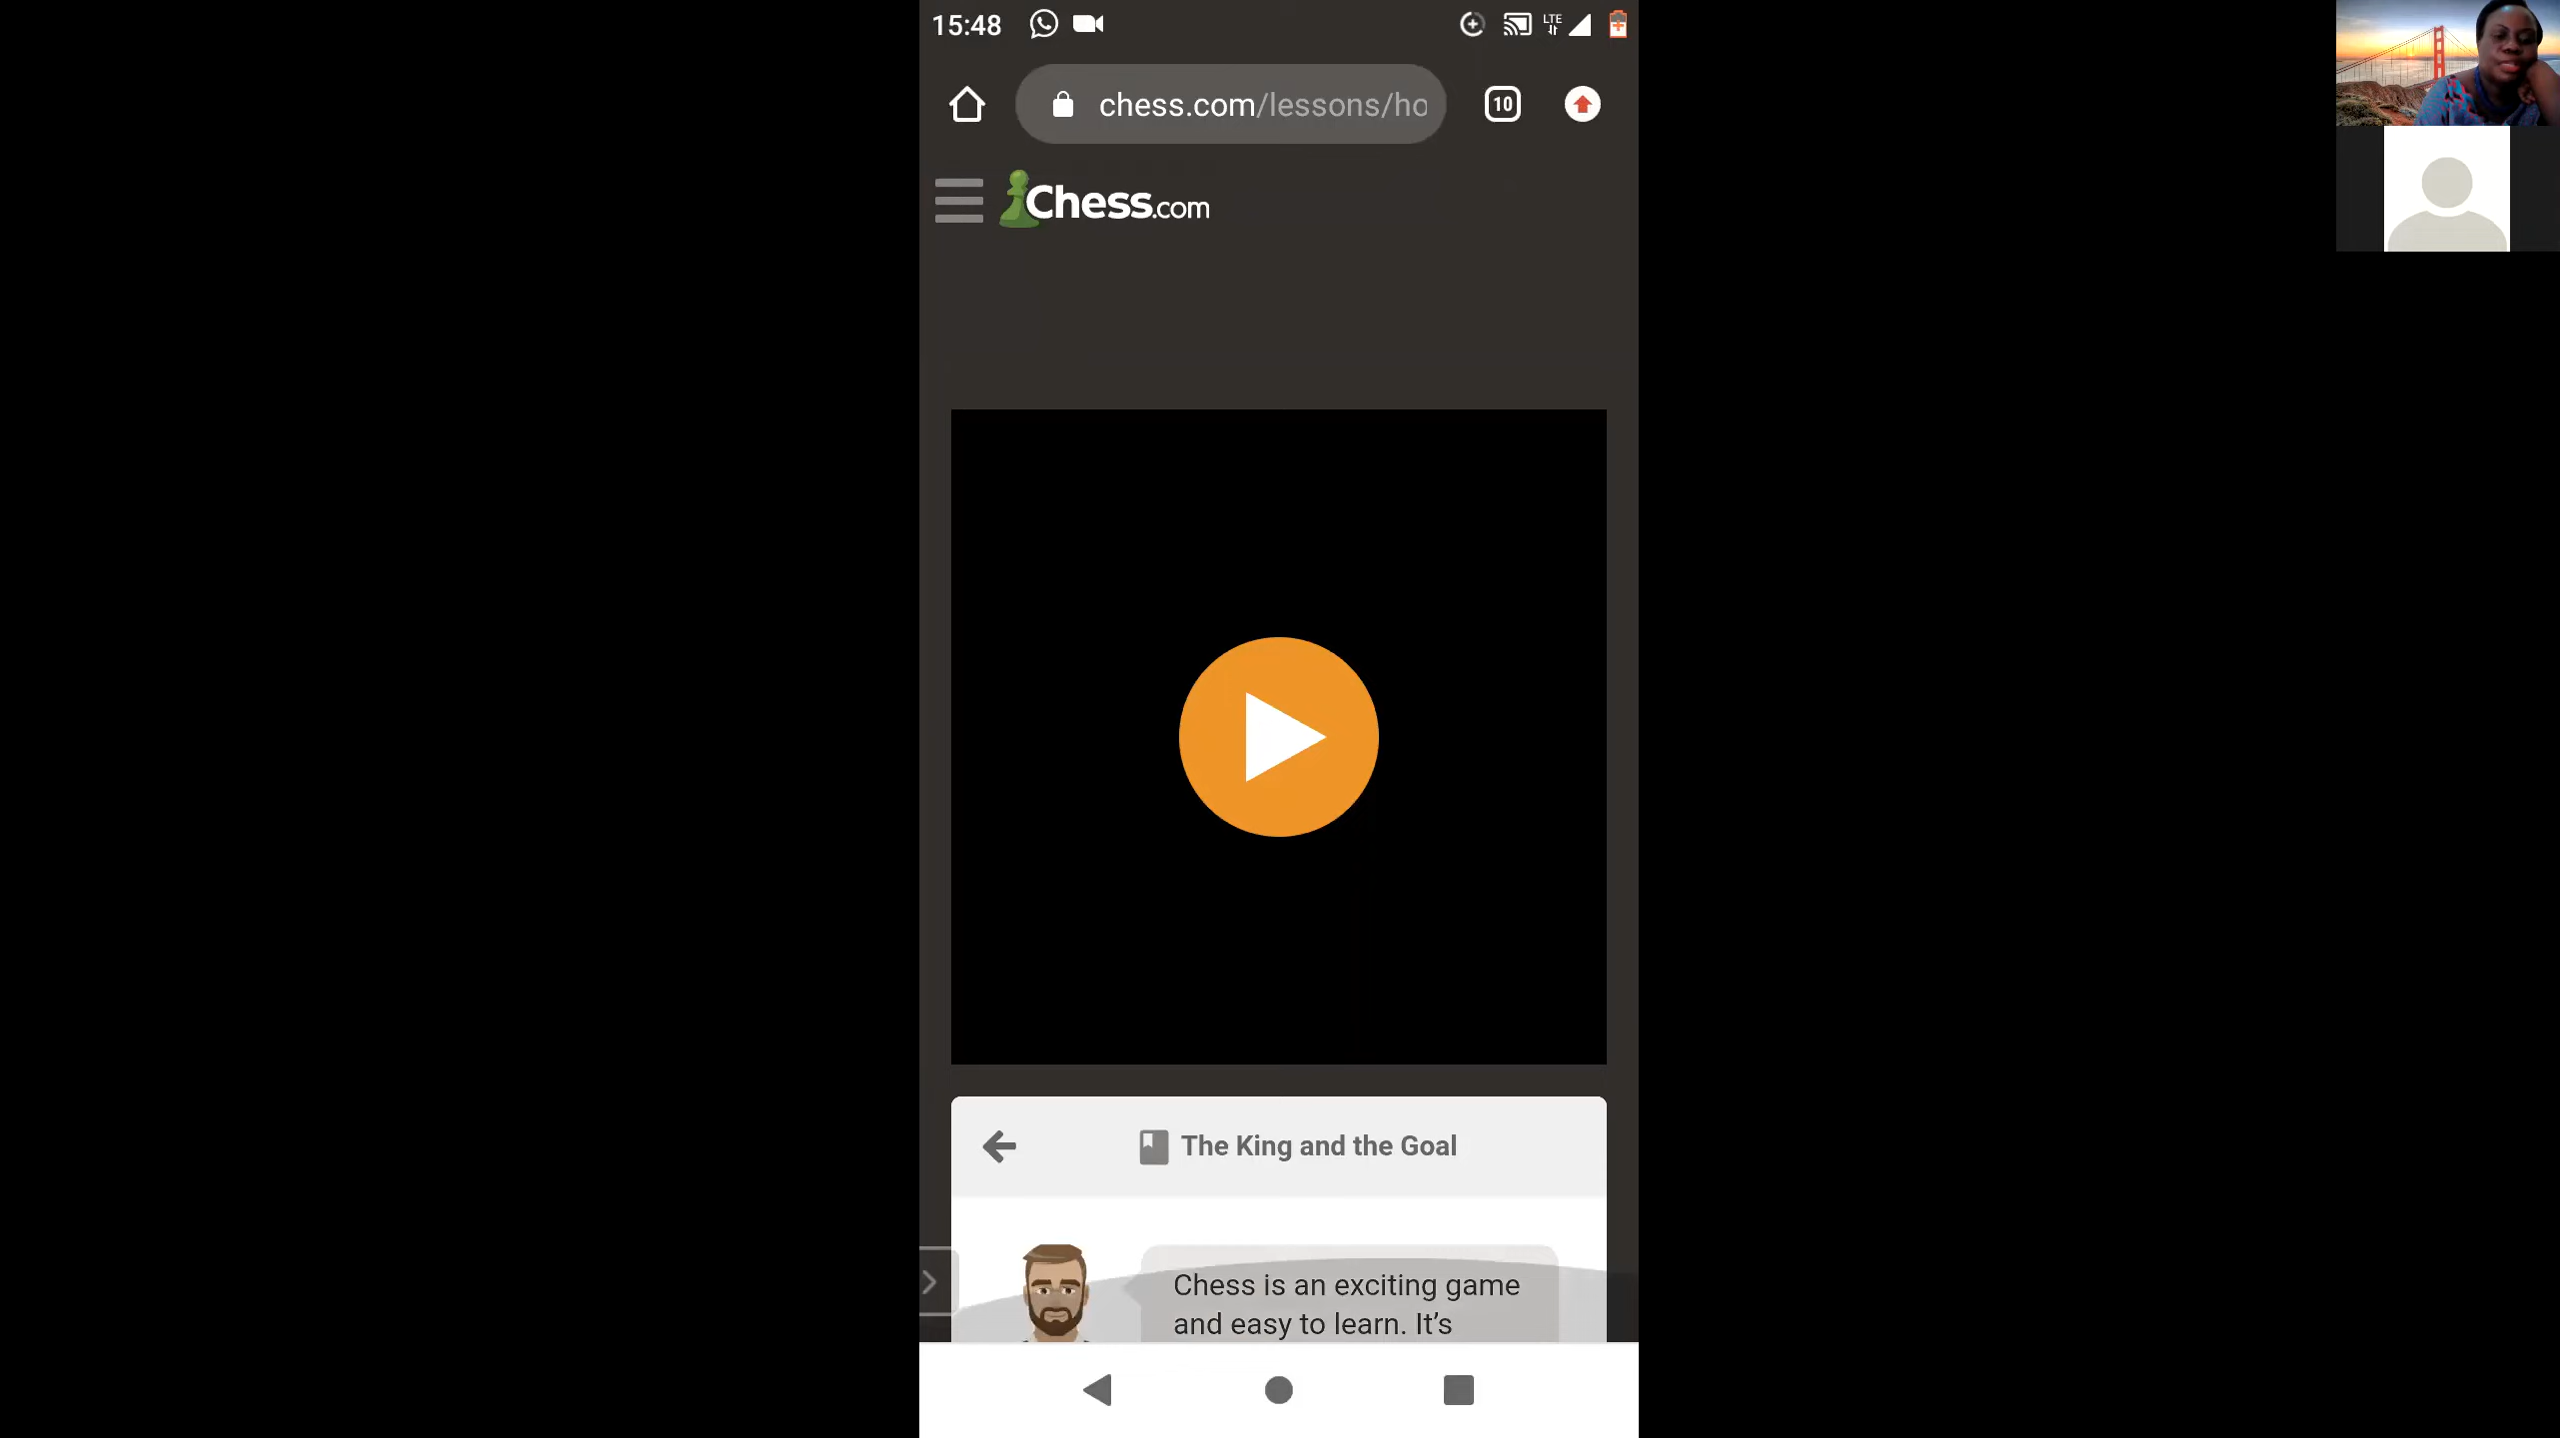 15:48
LTE
chess.com/lessons/ho
10
Chess.com
The King and the Goal
Chess is an exciting game
and easy to learn. It’s